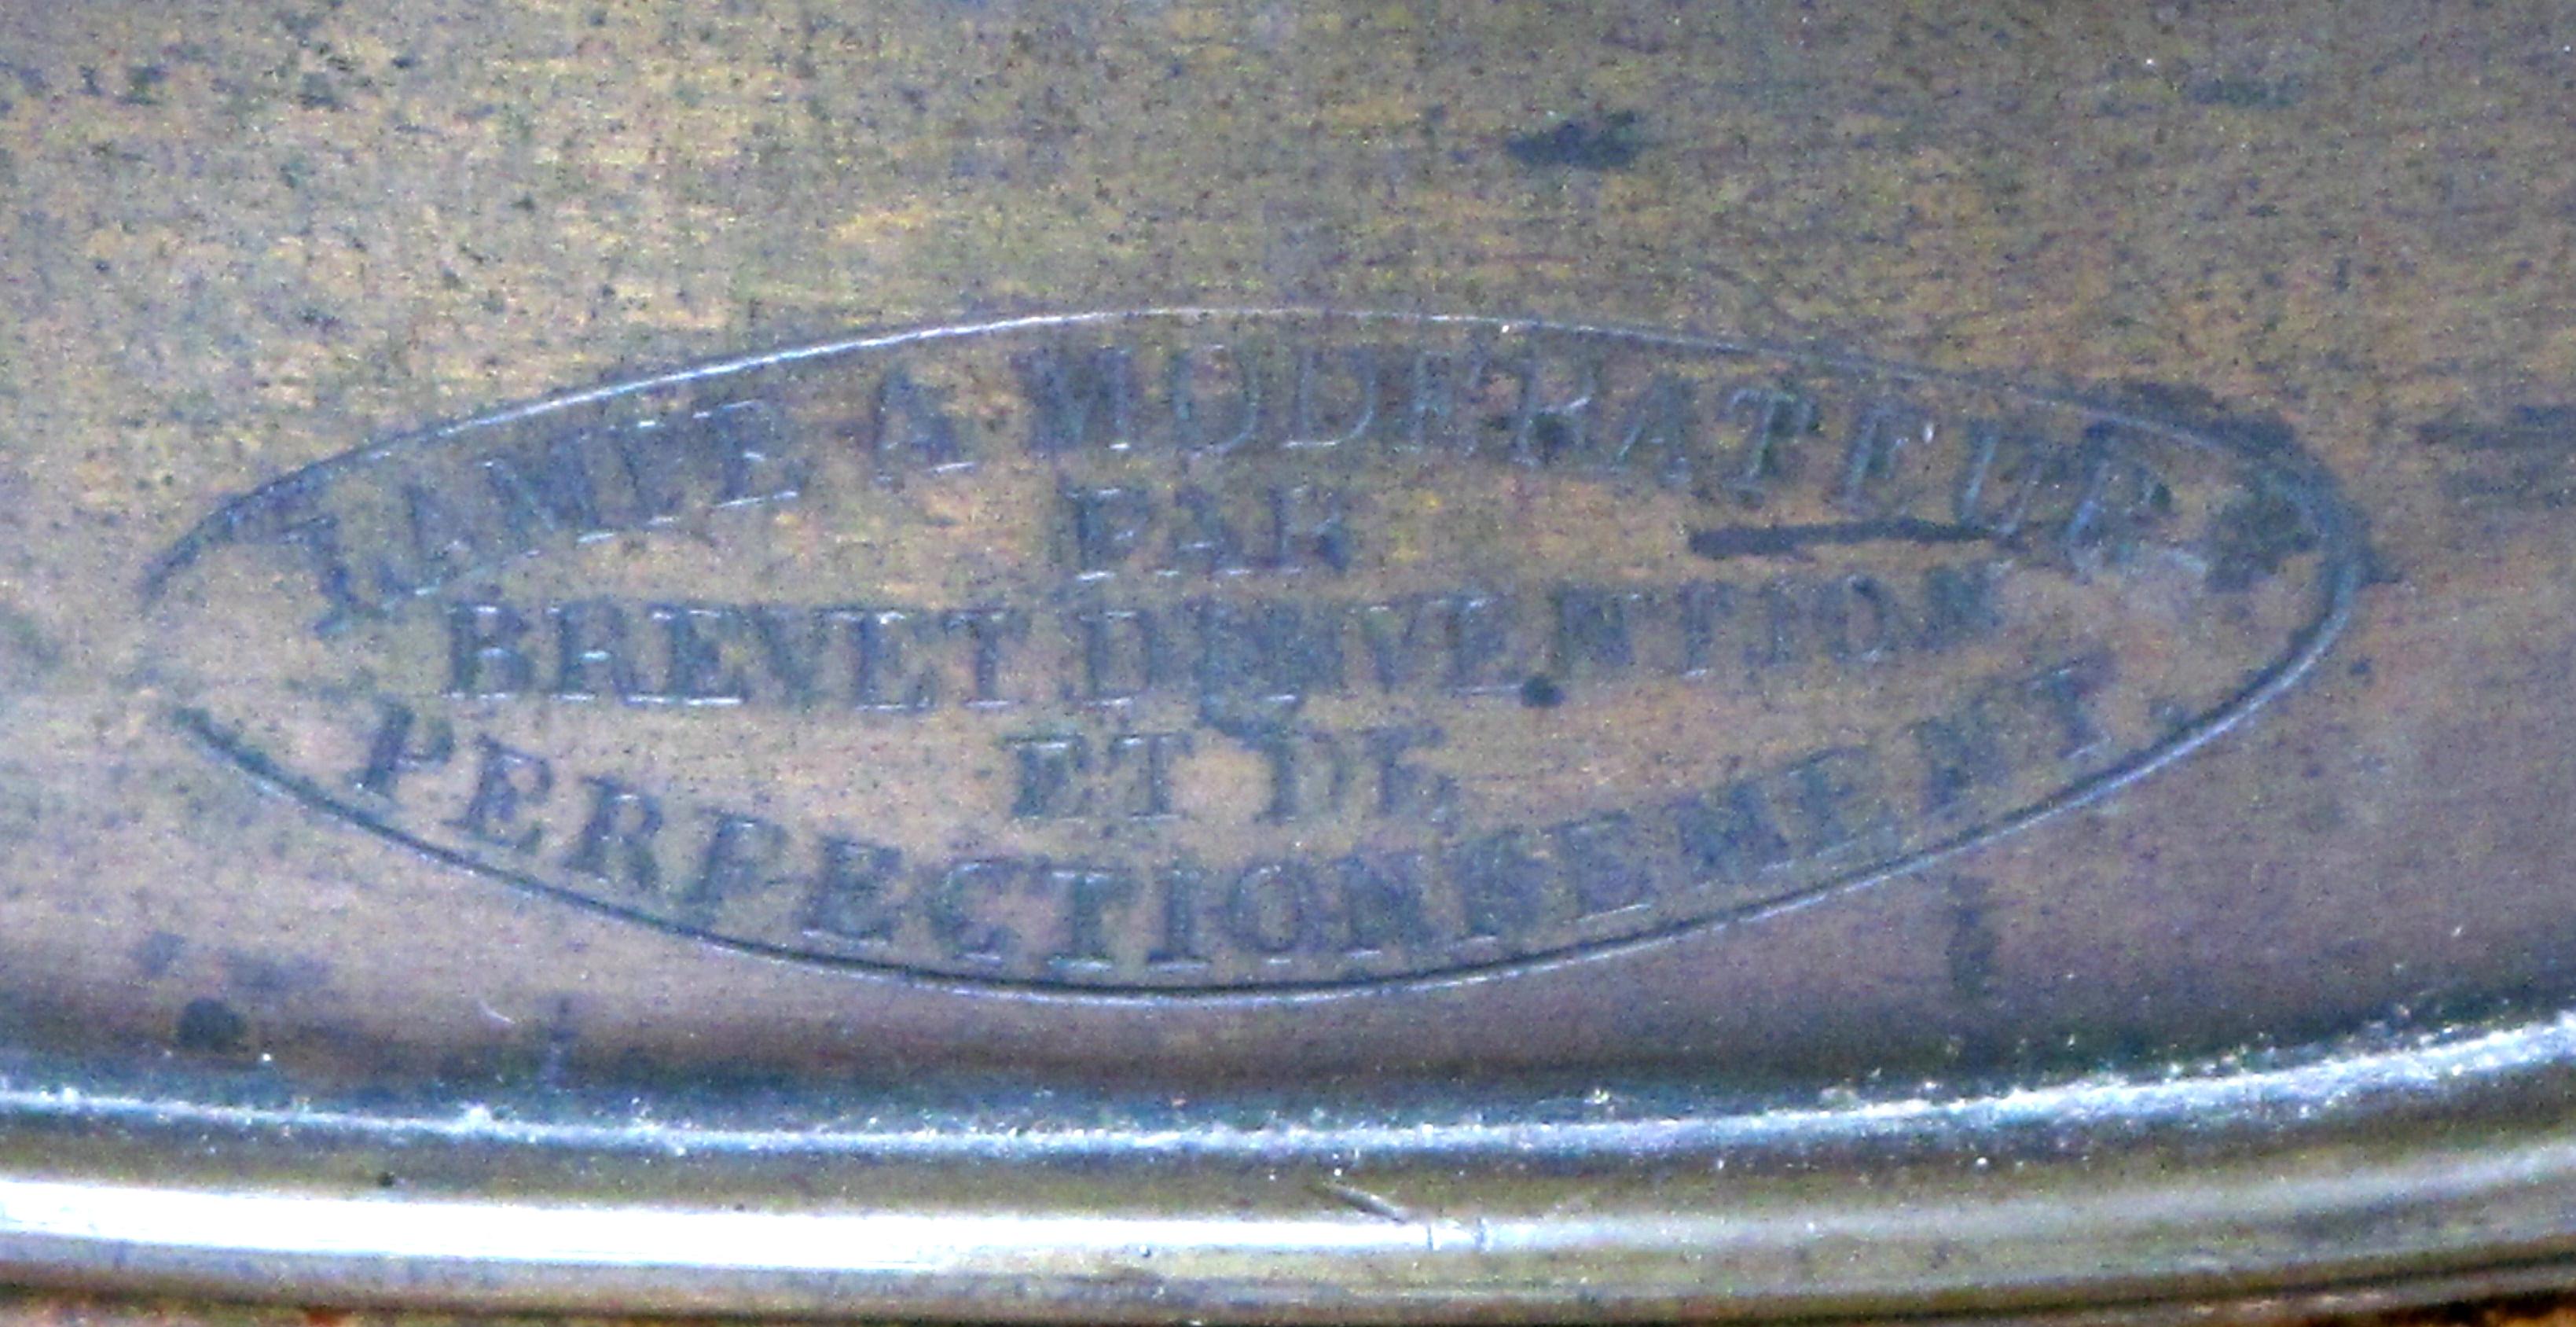 LAMPE A MODERATEUR
PAR
BREVET D'INVENTION
ET DE
PERFECTIONNEMENT